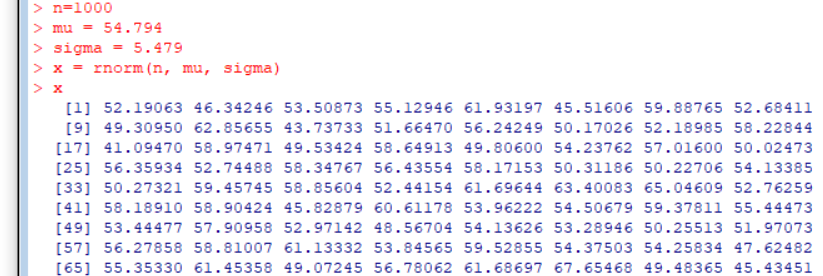 > n=1000
> mu = 54.794
> sigma = 5.479
> x = rnorm(n, mu, sigma)
> x
[1] 52.19063 46.34246 53.50873 55.12946 61.93197 45.51606 59.88765 52.68411
[9] 49.30950 62.85655 43.73733 51.66470 56.24249 50.17026 52.18985 58.22844
[17] 41.09470 58.97471 49.53424 58.64913 49.80600 54.23762 57.01600 50.02473
[25] 56.35934 52.74488 58.34767 56.43554 58.17153 50.31186 50.22706 54.13385
[33] 50.27321 59.45745 58.85604 52.44154 61.69644 63.40083 65.04609 52.76259
[41] 58.18910 58.90424 45.82879 60.61178 53.96222 54.50679 59.37811 55.44473
[49] 53.44477 57.90958 52.97142 48.56704 54.13626 53.28946 50.25513 51.97073
[57] 56.27858 58.81007 61.13332 53.84565 59.52855 54.37503 54.25834 47.62482
[65] 55.35330 61.45358 49.07245 56.78062 61.68697 67.65468 49.48365 45.43451